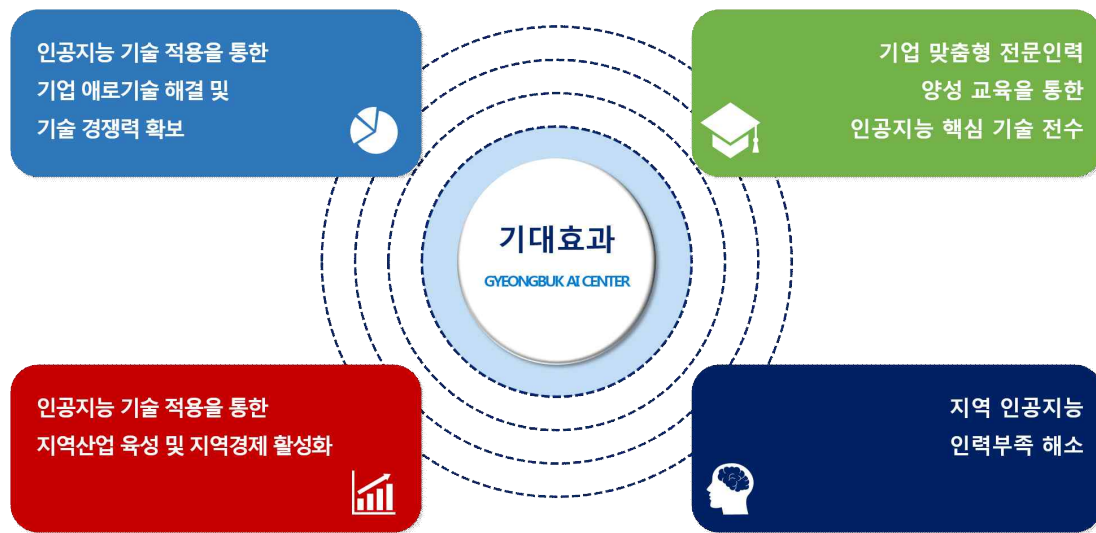 인공지능 기술 적용을 통한
기업 애로기술 해결 및
기술 경쟁력 확보
기업 맞춤형 전문인력
양성 교육을 통한
인공지능 핵심 기술 전수
기대효과
GYEONGBUK AI CENTER
인공지능 기술 적용을 통한
지역산업 육성 및 지역경제 활성화
지역 인공지능
인력부족 해소